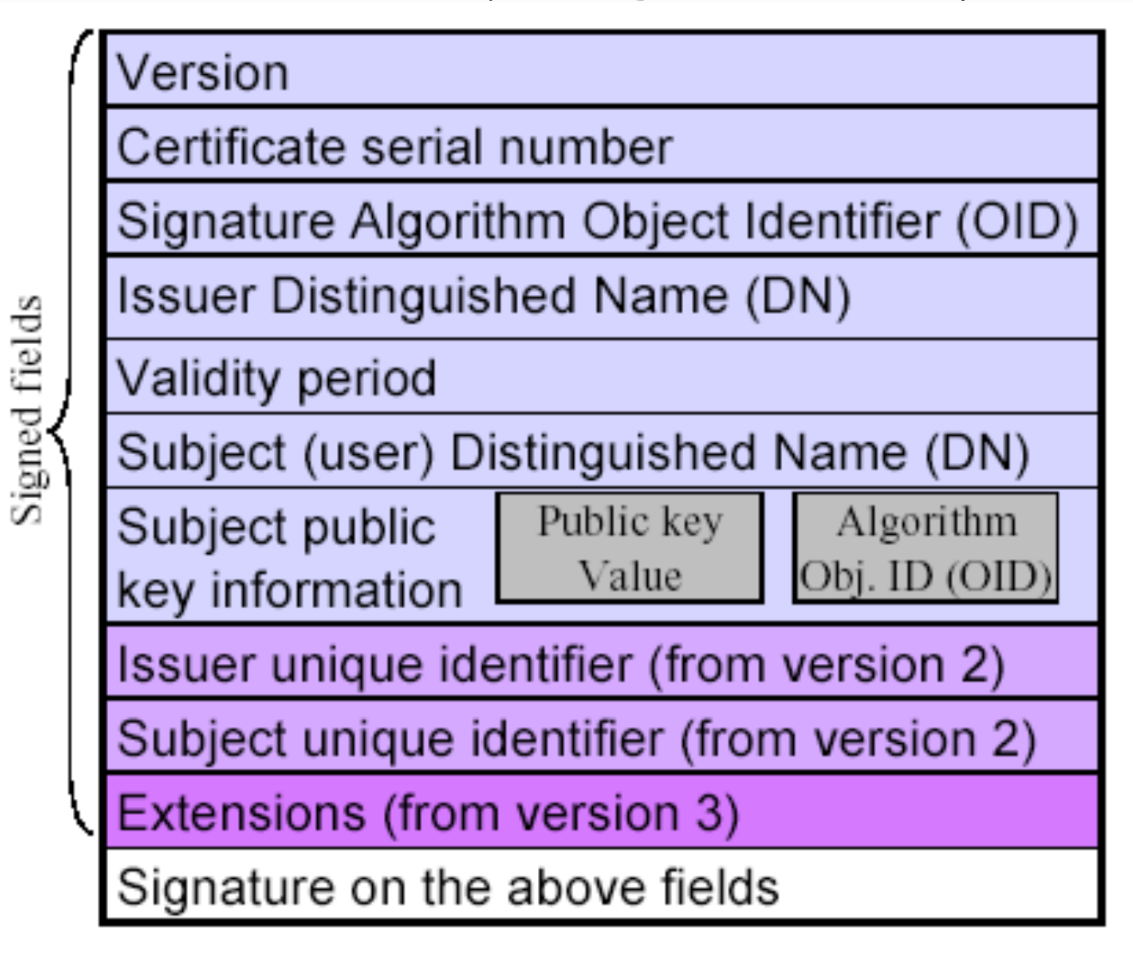 Version
Certificate serial number
Signature Algorithm Object Identifier (OID)
Issuer Distinguished Name (DN)
Validity period
Subject (user) Distinguished Name (DN)
Subject public
key information
Public key
Value
Algorithm
Obj. ID (OID)
Issuer unique identifier (from version 2)
Subject unique identifier (from version 2)
Extensions (from version 3)
Signature on the above fields
Signed fields